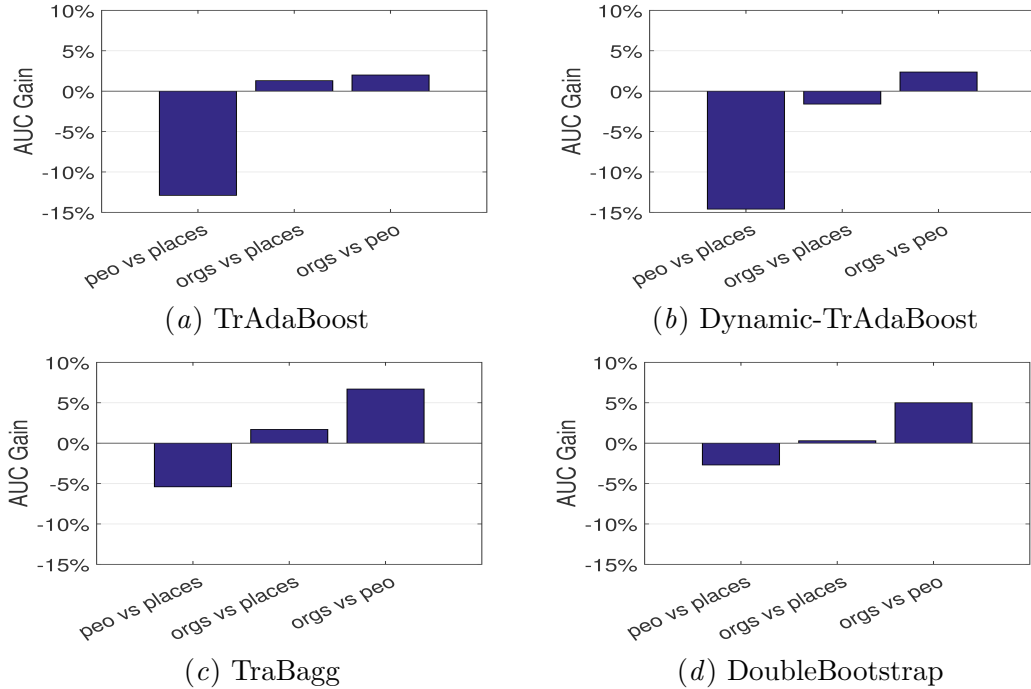 10%
5%
0%
-5%
-10%
-15%
AUC Gain
peo vs places
orgs vs places
orgs vs peo
(a) TrAdaBoost
10%
5%
0%
-5%
-10%
-15%
AUC Gain
peo vs places
orgs vs places
orgs vs peo
(b) Dynamic-TrAdaBoost
10%
5%
0%
-5%
-10%
-15%
AUC Gain
peo vs places
orgs vs places
orgs vs peo
(c) TraBagg
10%
5%
0%
-5%
-10%
-15%
AUC Gain
peo vs places
orgs vs places
orgs vs peo
(d) DoubleBootstrap